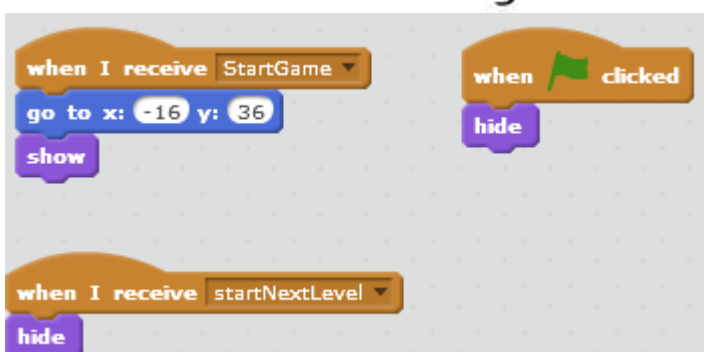 when I receive StartGame
go to x: -16 y: 36
show
when clicked
hide
when I receive startNextLevel
hide